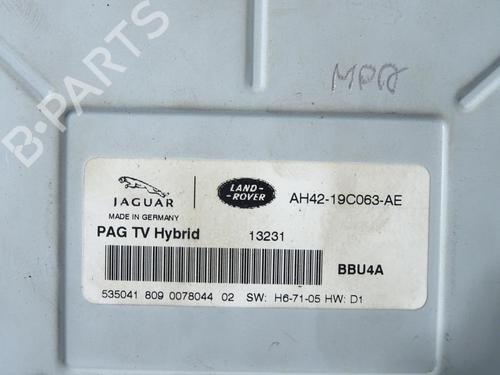 B-PARTS
JAGUAR
LAND-
ROVER
AH42-19C063-AE
MADE IN GERMANY
PAG TV Hybrid 13231
BBU4A
535041 809 0078044 02 SW: H6-71-05 HW: D1